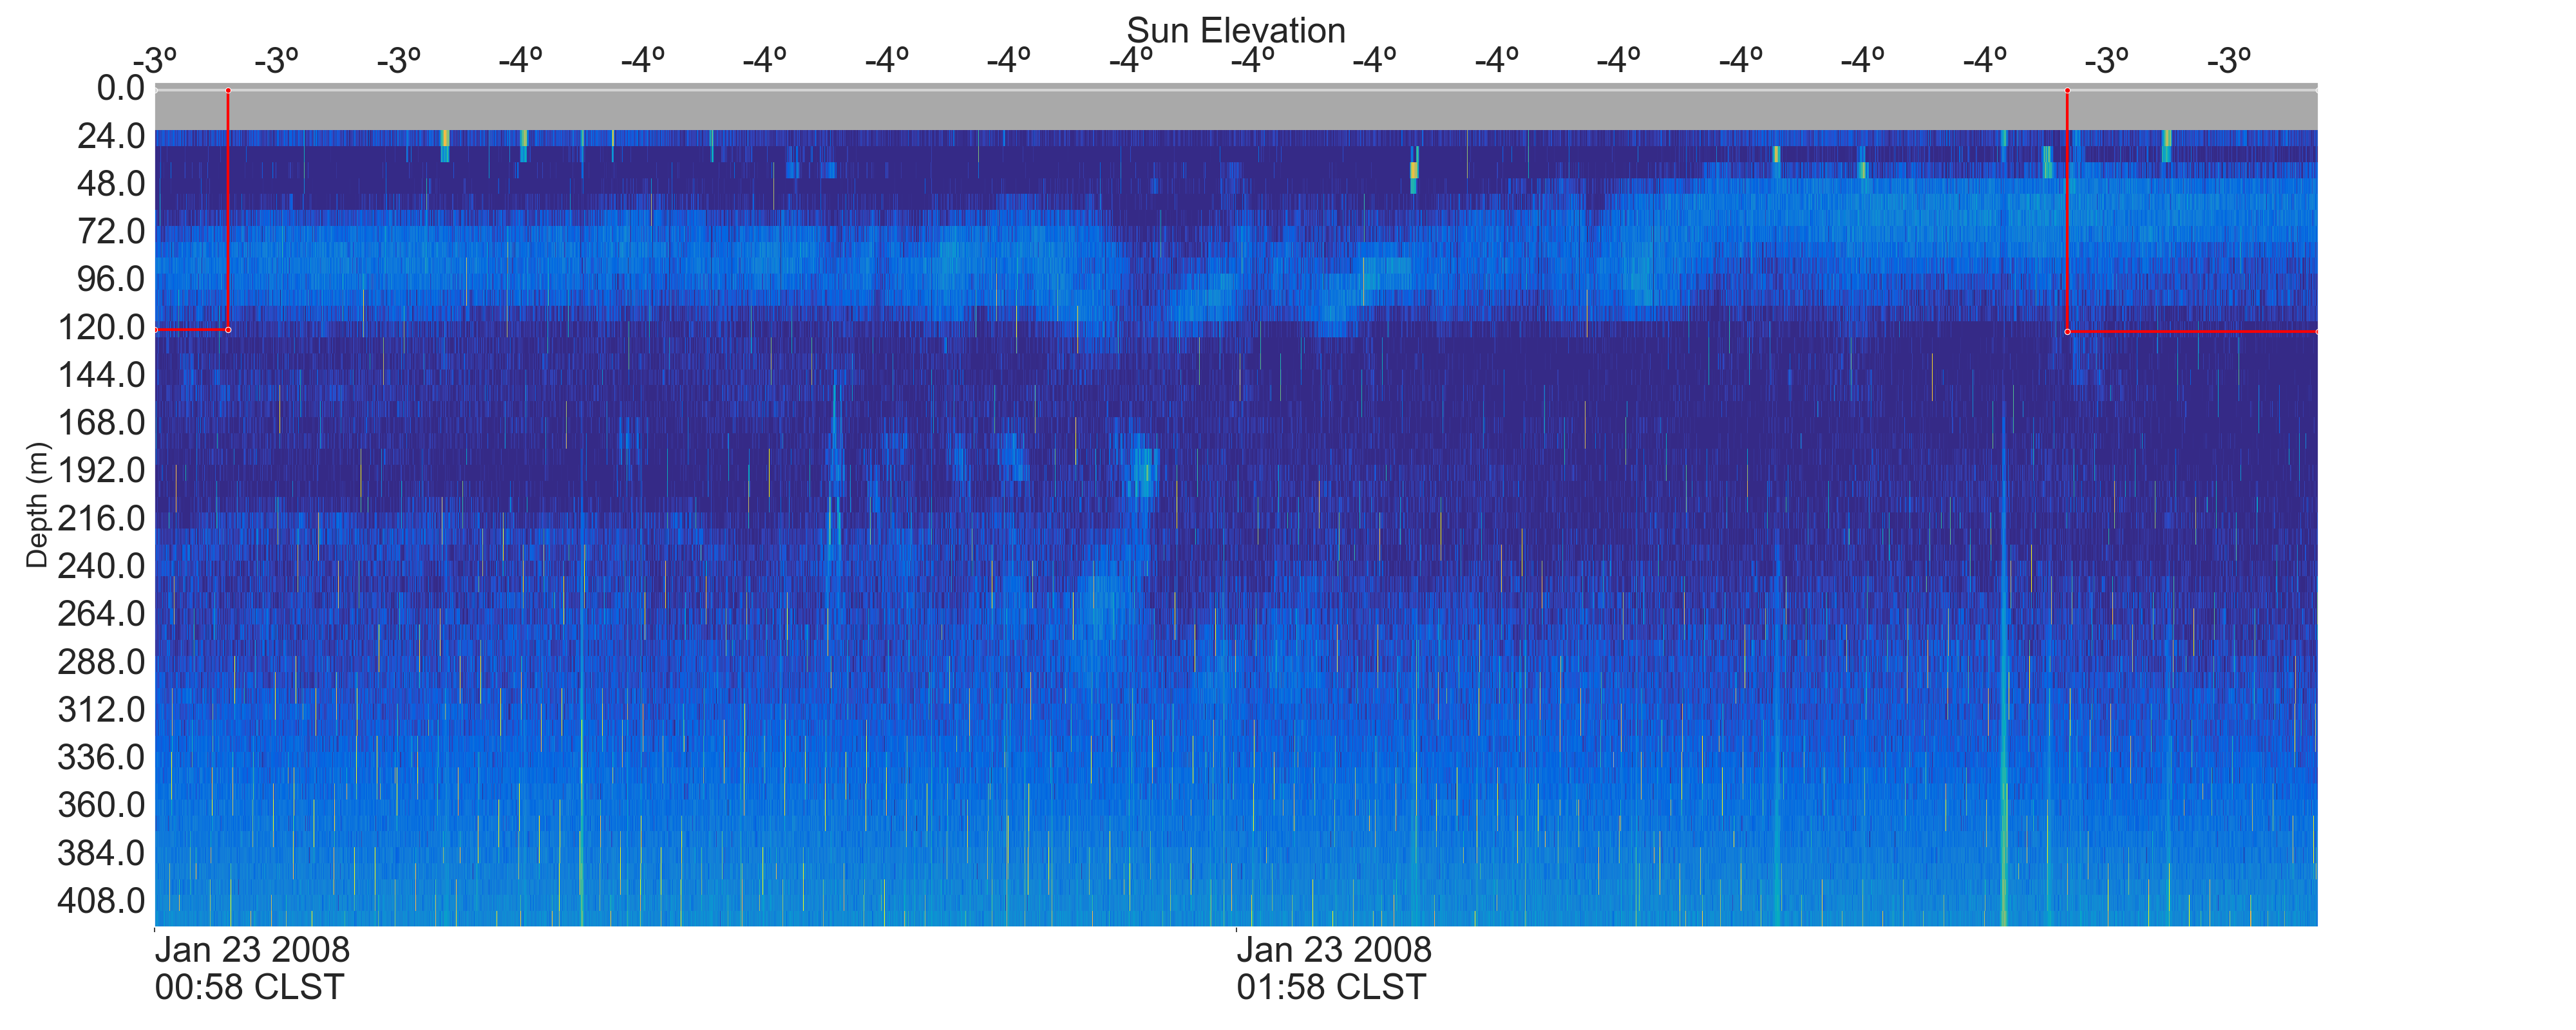 Sun Elevation
-3º -3º -3º -4º -4º -4º -4º -4º -4º -4º -4º -4º -4º -4º -4º -4º -3º -3º
Depth (m)
0.0
24.0
48.0
72.0
96.0
120.0
144.0
168.0
192.0
216.0
240.0
264.0
288.0
312.0
336.0
360.0
384.0
408.0
Jan 23 2008
00:58 CLST
Jan 23 2008
01:58 CLST